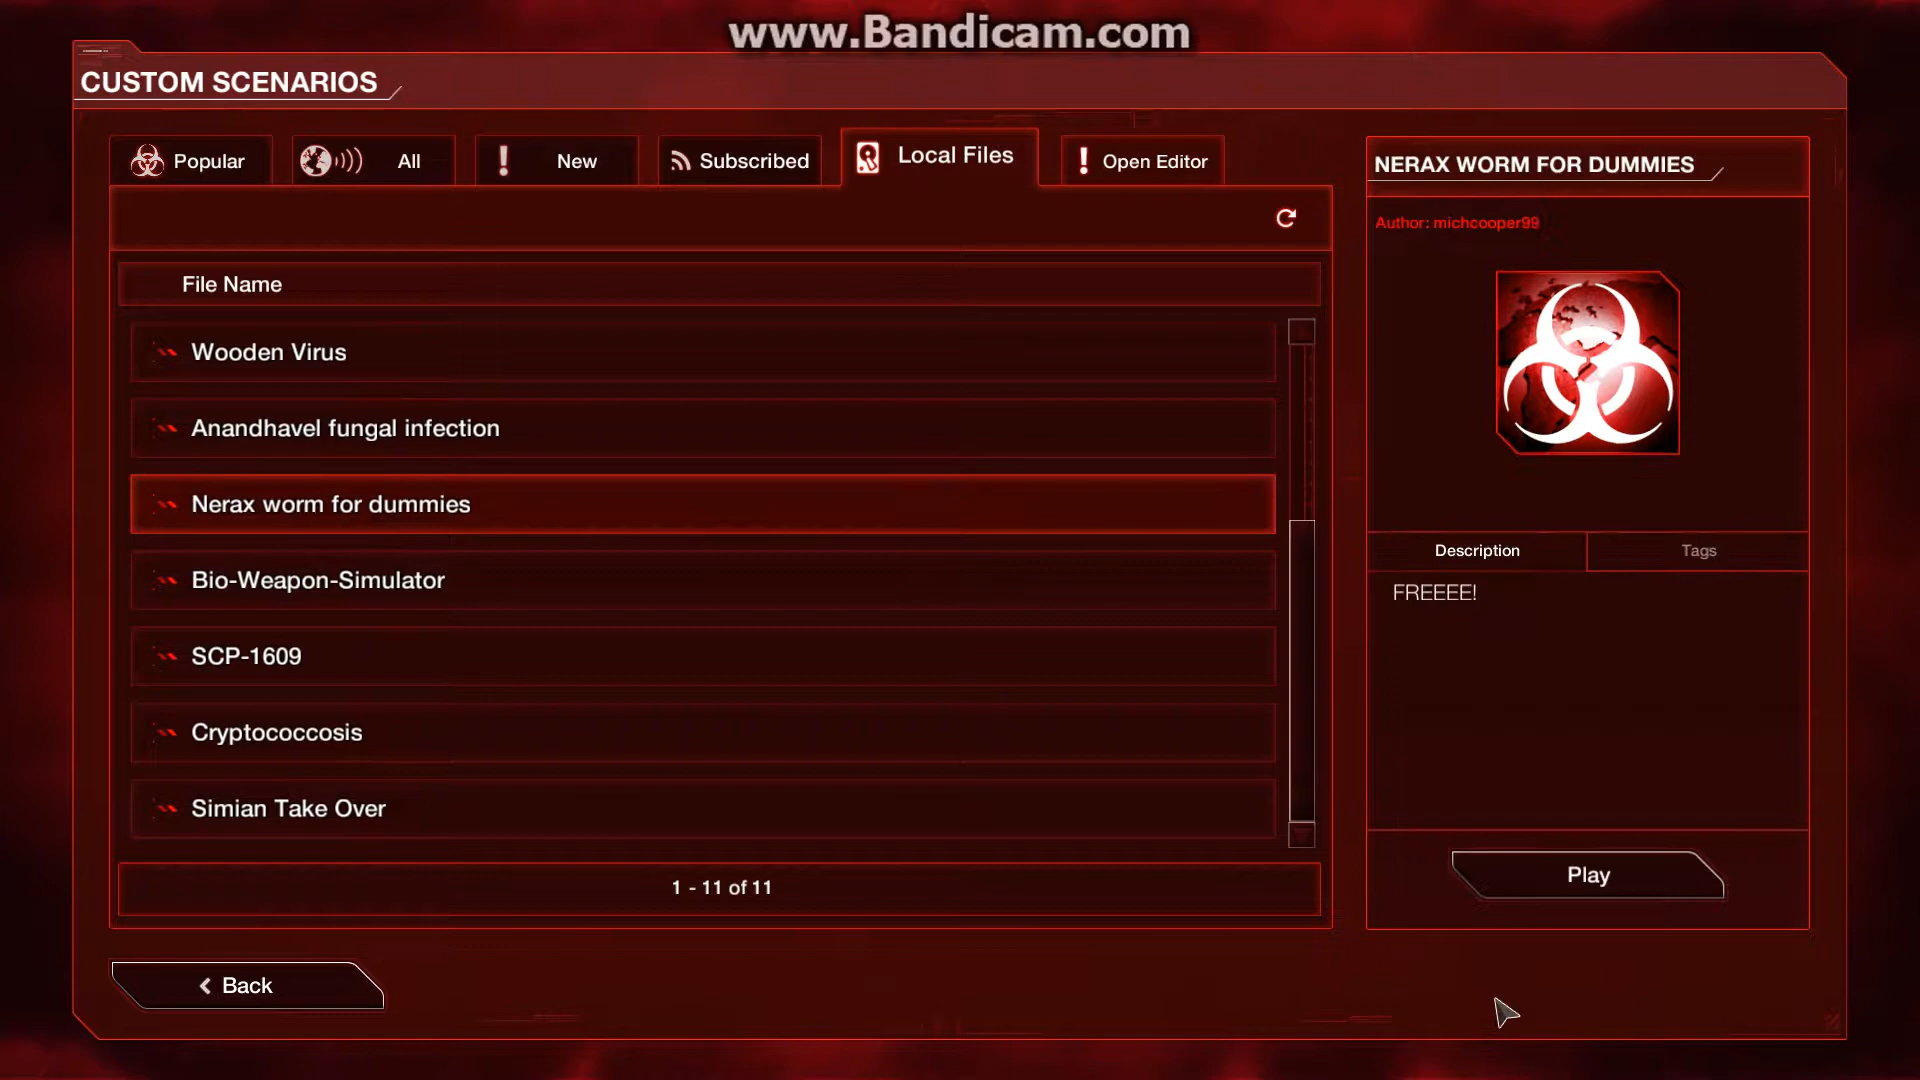 www.Bandicam.com
CUSTOM SCENARIOS
Popular
All
New
Subscribed
Local Files
Open Editor
File Name
Wooden Virus
Anandhavel fungal infection
Nerax worm for dummies
Bio-Weapon-Simulator
SCP-1609
Cryptococcosis
Simian Take Over
1 - 11 of 11
Back
NERAX WORM FOR DUMMIES
Author: michcooper99
Description
Tags
FREEEE!
Play